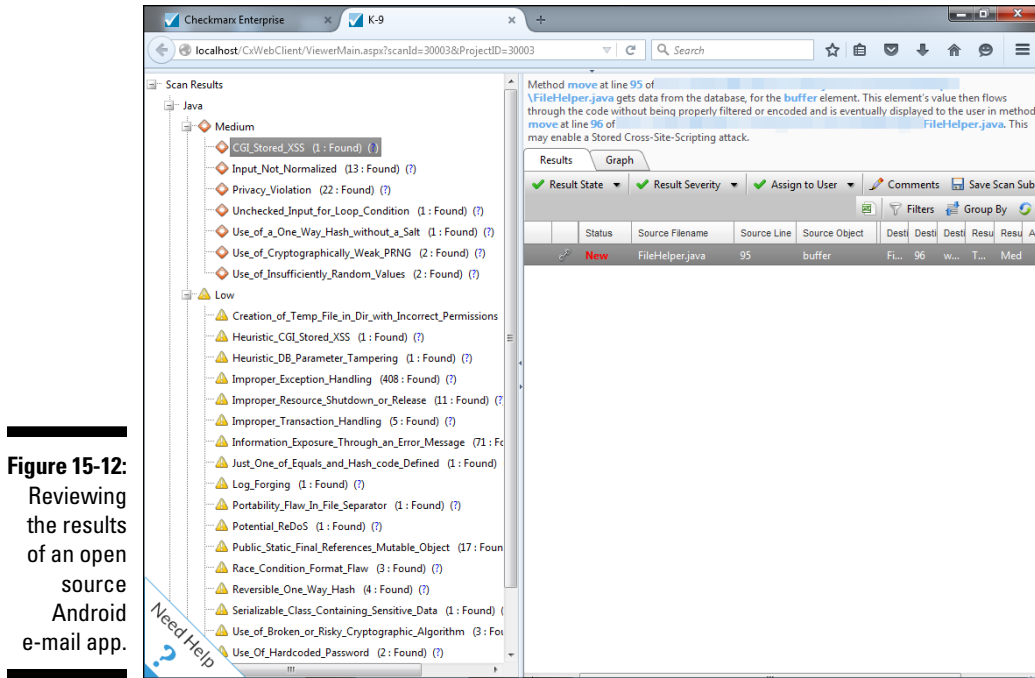 Checkmarx Enterprise
K-9
localhost/CxWebClient/ViewerMain.aspx?scanId=30003&ProjectID=30003
Search
Scan Results
Java
Medium
CGI_Stored_XSS (1 : Found) (?)
Input_Not_Normalized (13 : Found) (?)
Privacy_Violation (22 : Found) (?)
Unchecked_Input_for_Loop_Condition (1 : Found) (?)
Use_of_a_One_Way_Hash_without_a_Salt (1 : Found) (?)
Use_of_Cryptographically_Weak_PRNG (2 : Found) (?)
Use_of_Insufficiently_Random_Values (2 : Found) (?)
Low
Creation_of_Temp_File_in_Dir_with_Incorrect_Permissions
Heuristic_CGI_Stored_XSS (1 : Found) (?)
Heuristic_DB_Parameter_Tampering (1 : Found) (?)
Improper_Exception_Handling (408 : Found) (?)
Improper_Resource_Shutdown_or_Release (11 : Found) (?
Improper_Transaction_Handling (5 : Found) (?)
Information_Exposure_Through_an_Error_Message (71 : Fo
Just_One_of_Equals_and_Hash_code_Defined (1 : Found)
Log_Forging (1 : Found) (?)
Portability_Flaw_In_File_Separator (1 : Found) (?)
Potential_ReDoS (1 : Found) (?)
Public_Static_Final_References_Mutable_Object (17 : Foun
Race_Condition_Format_Flaw (3 : Found) (?)
Reversible_One_Way_Hash (4 : Found) (?)
Serializable_Class_Containing_Sensitive_Data (1 : Found) (
Use_of_Broken_or_Risky_Cryptographic_Algorithm (3 : Fou
Use_Of_Hardcoded_Password (2 : Found) (?)
Need Help
?
Method move at line 95 of
\FileHelper.java gets data from the database, for the buffer element. This element's value then flows
through the code without being properly filtered or encoded and is eventually displayed to the user in method
move at line 96 of FileHelper.java. This
may enable a Stored Cross-Site-Scripting attack.
Results Graph
Result State Result Severity Assign to User Comments Save Scan Sub
Filters Group By
Status Source Filename Source Line Source Object Desti Desti Desti Resu Resu A
New FileHelper.java 95 buffer Fi... 96 w... T... Med
Figure 15-12:
Reviewing
the results
of an open
source
Android
e-mail app.